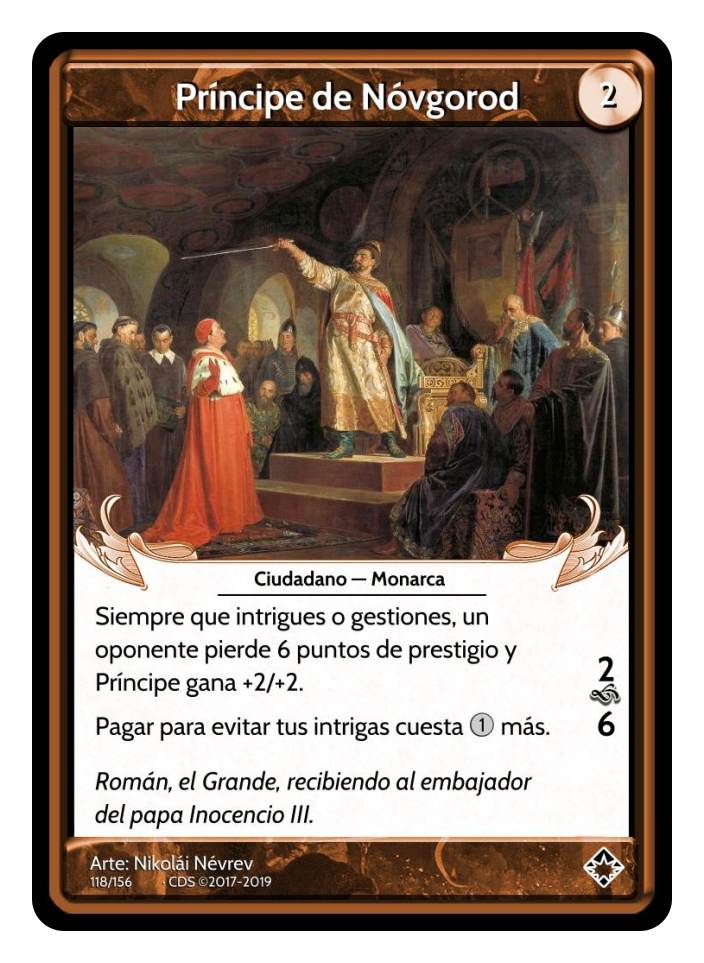 Príncipe de Nóvgorod
2
Ciudadano — Monarca
Siempre que intrigues o gestiones, un
oponente pierde 6 puntos de prestigio y
Príncipe gana +2/+2.
2
Pagar para evitar tus intrigas cuesta 1 más.
6
Román, el Grande, recibiendo al embajador
del papa Inocencio III.
Arte: Nikolái Névrev
118/156 · CDS ©2017-2019